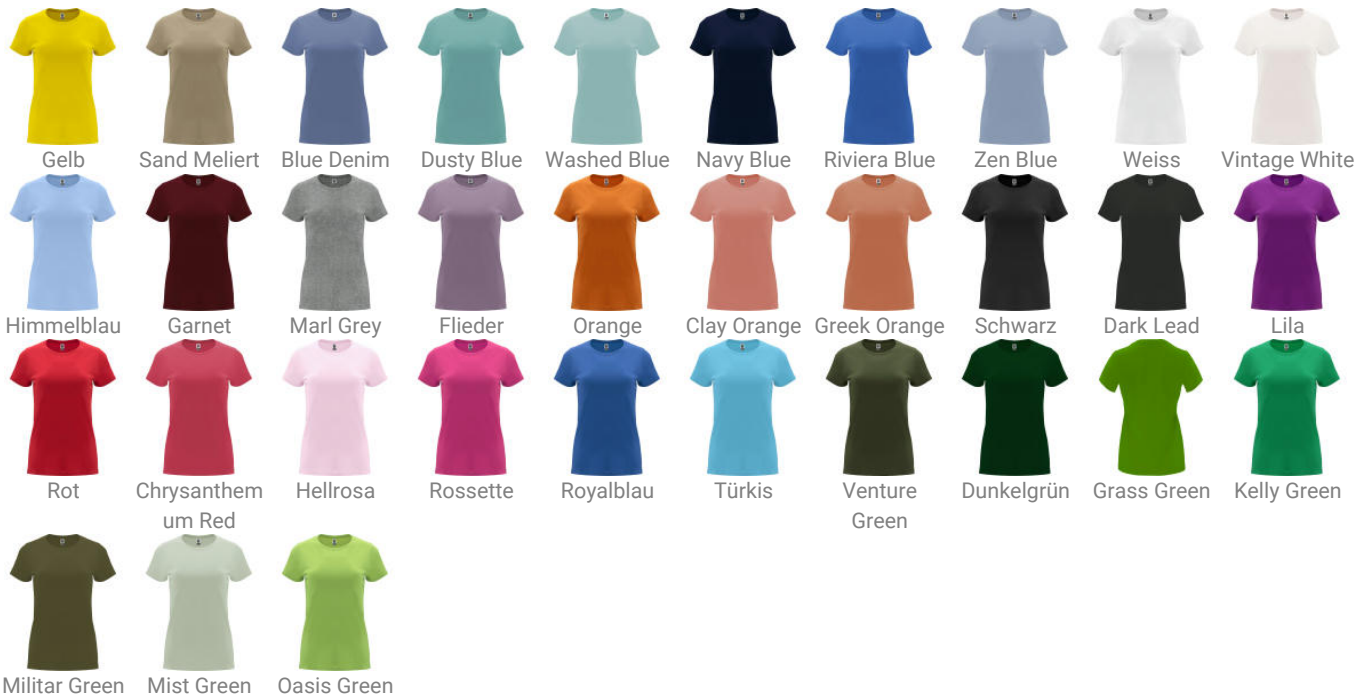 Gelb
Sand Meliert
Blue Denim
Dusty Blue
Washed Blue
Navy Blue
Riviera Blue
Zen Blue
Weiss
Vintage White
Himmelblau
Garnet
Marl Grey
Flieder
Orange
Clay Orange
Greek Orange
Schwarz
Dark Lead
Lila
Rot
Chrysanthem
um Red
Hellrosa
Rossette
Royalblau
Türkis
Venture
Green
Dunkelgrün
Grass Green
Kelly Green
Militar Green
Mist Green
Oasis Green